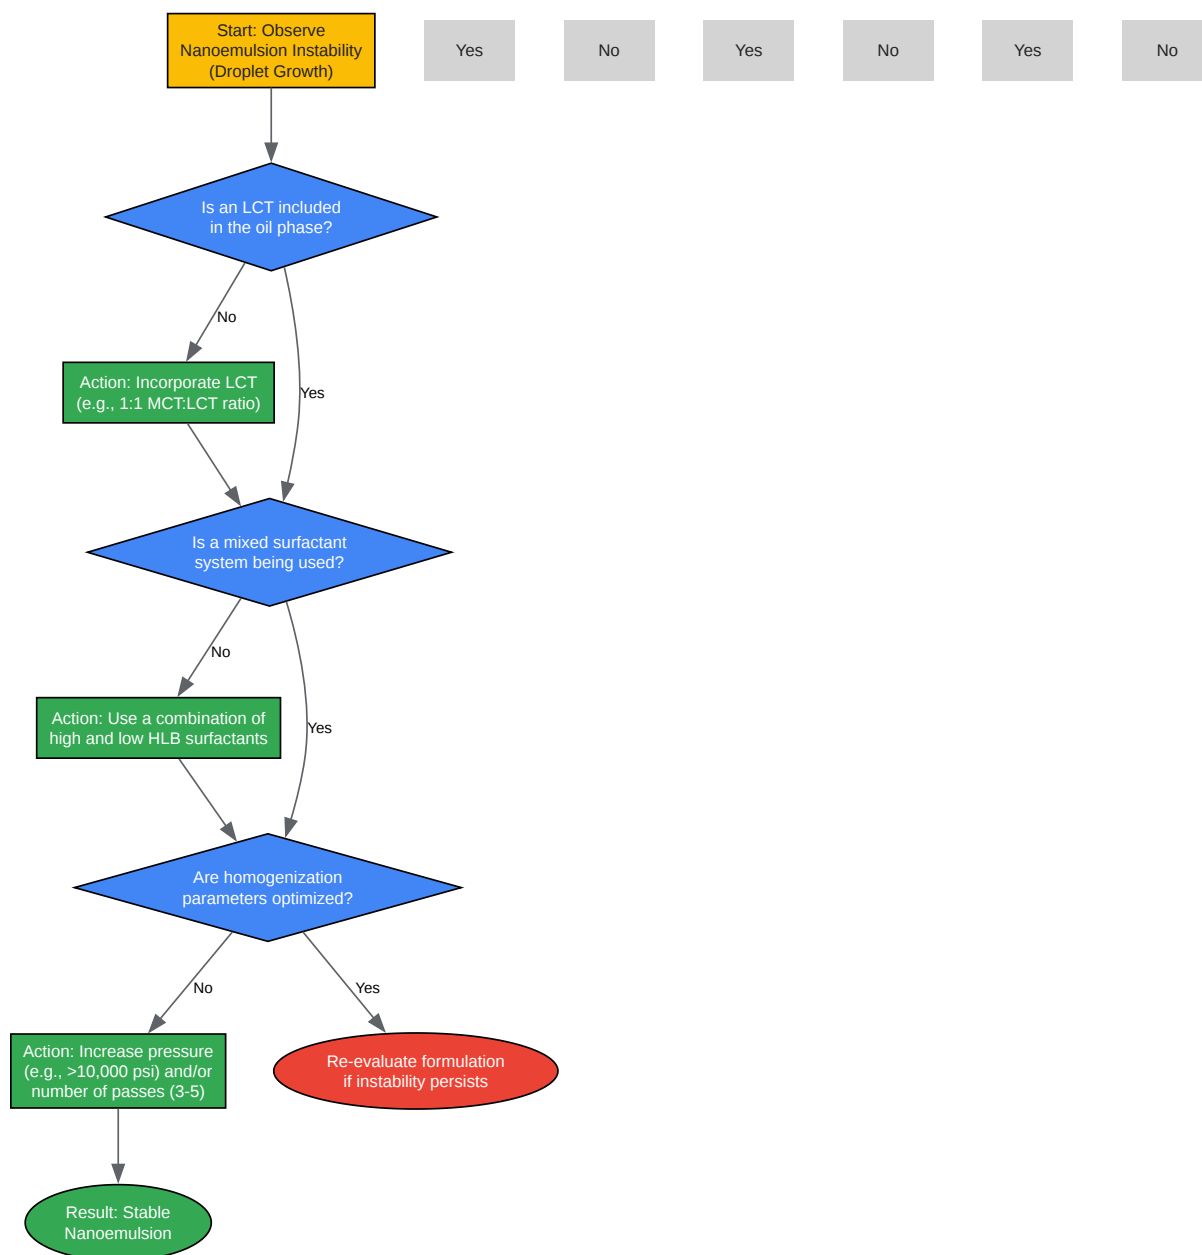 Start: Observe
Nanoemulsion Instability
(Droplet Growth)
Yes
No
Yes
No
Yes
No
Is an LCT included
in the oil phase?
No
Yes
Action: Incorporate LCT
(e.g., 1:1 MCT:LCT ratio)
Is a mixed surfactant
system being used?
No
Yes
Action: Use a combination of
high and low HLB surfactants
Are homogenization
parameters optimized?
No
Yes
Action: Increase pressure
(e.g., >10,000 psi) and/or
number of passes (3-5)
Re-evaluate formulation
if instability persists
Result: Stable
Nanoemulsion